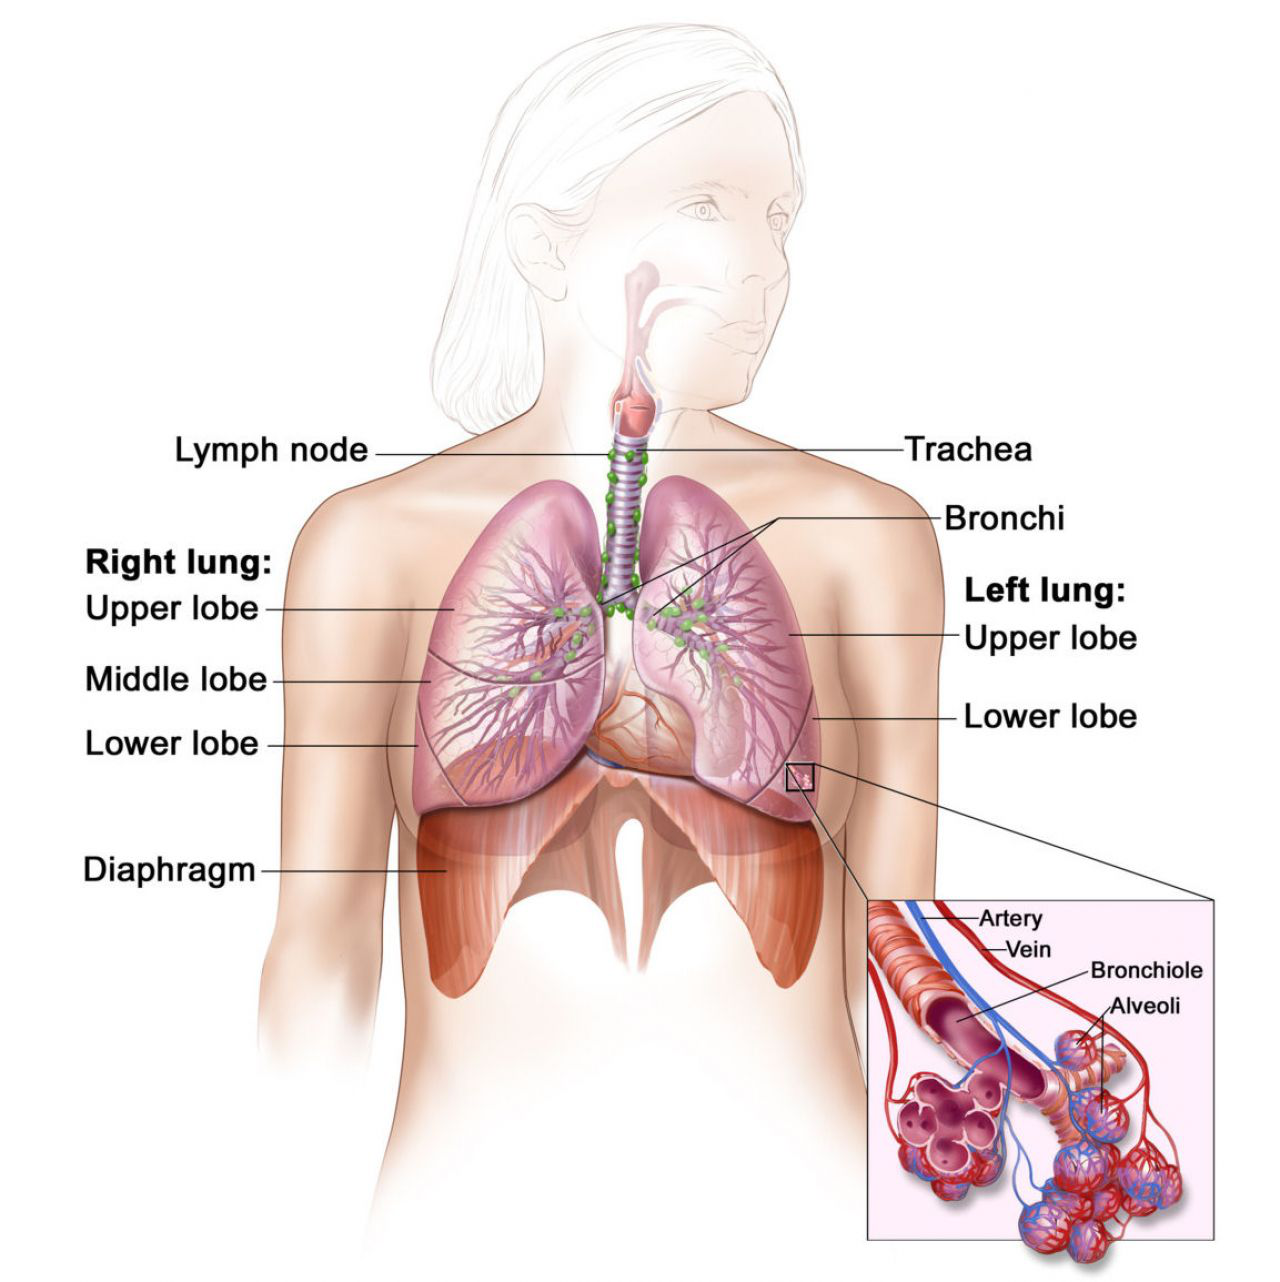 Lymph node
Trachea
Bronchi
Right lung:
Upper lobe
Middle lobe
Lower lobe
Left lung:
Upper lobe
Lower lobe
Diaphragm
Artery
Vein
Bronchiole
Alveoli